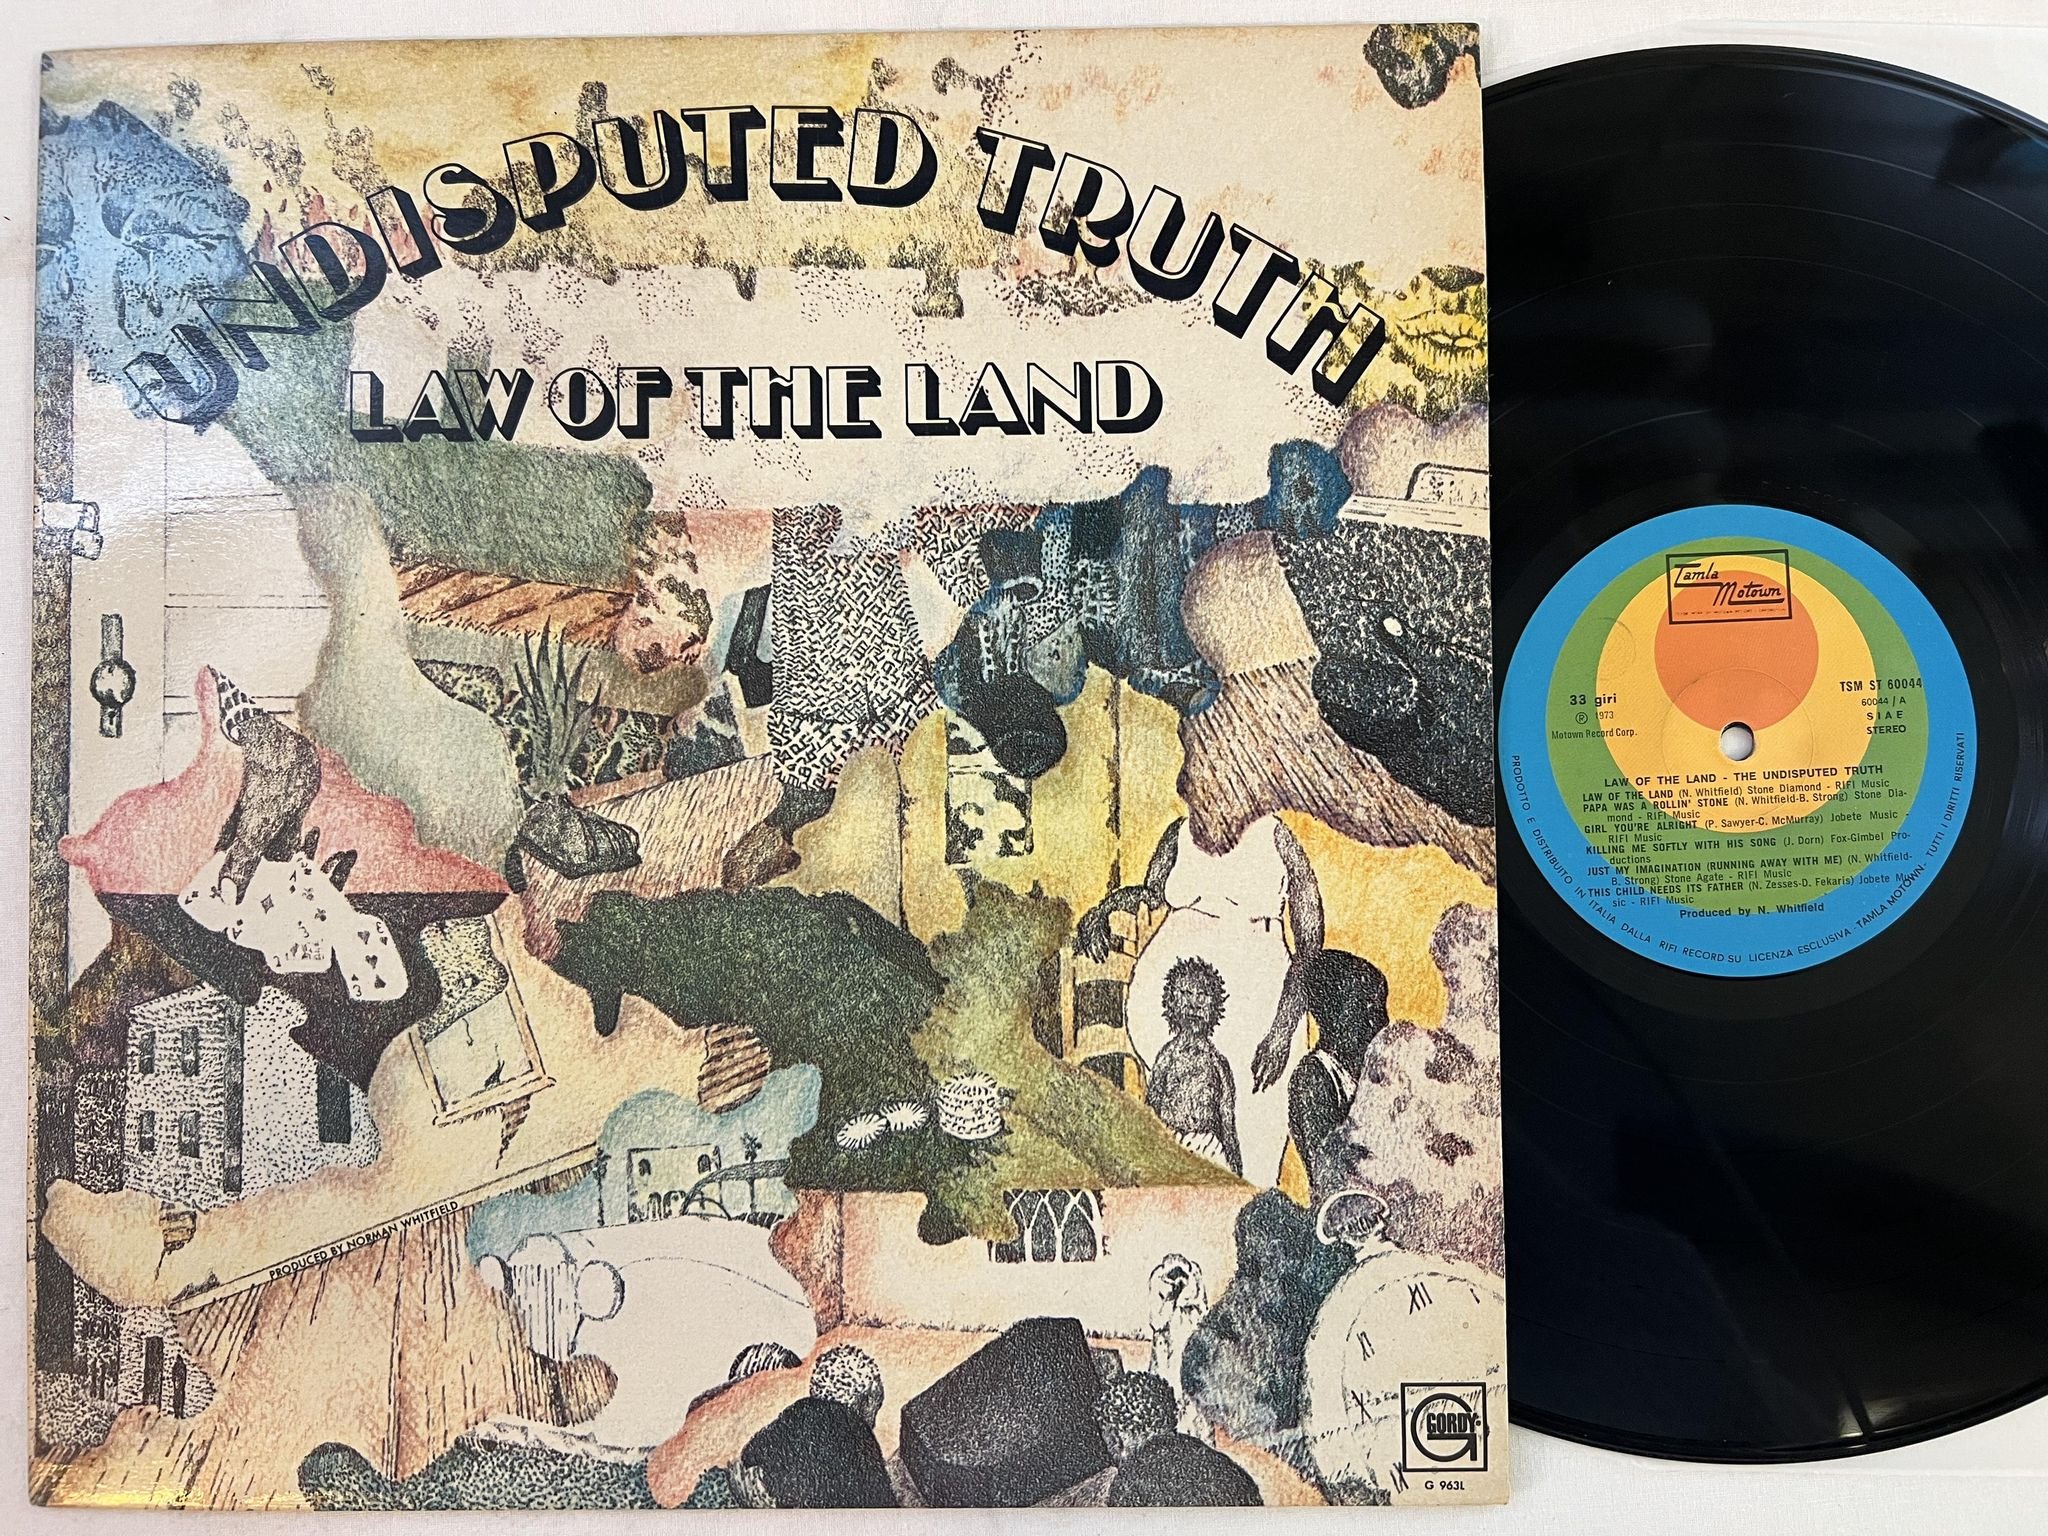 UNDISPUTED TRUTH
LAW OF THE LAND
PRODUCED BY NORMAN WHITFIELD
GORDY
G 963L
XII
I
XI
X
IX
3
3
Tamla
Motown
33 giri
℗ 1973
Motown Record Corp.
TSM ST 60044
60044 / A
SIAE
STEREO
LAW OF THE LAND - THE UNDISPUTED TRUTH
LAW OF THE LAND (N. Whitfield) Stone Diamond - RIFI Music
PAPA WAS A ROLLIN' STONE (N. Whitfield-B. Strong) Stone Dia-
mond - RIFI Music
GIRL YOU'RE ALRIGHT (P. Sawyer-C. McMurray) Jobete Music -
RIFI Music
KILLING ME SOFTLY WITH HIS SONG (J. Dorn) Fox-Gimbel Pro-
ductions
JUST MY IMAGINATION (RUNNING AWAY WITH ME) (N. Whitfield-
B. Strong) Stone Agate - RIFI Music
THIS CHILD NEEDS ITS FATHER (N. Zesses-D. Fekaris) Jobete Mu-
sic - RIFI Music
Produced by N. Whitfield
PRODOTTO E DISTRIBUITO IN ITALIA DALLA RIFI RECORD SU LICENZA ESCLUSIVA - TAMLA MOTOWN - TUTTI I DIRITTI RISERVATI